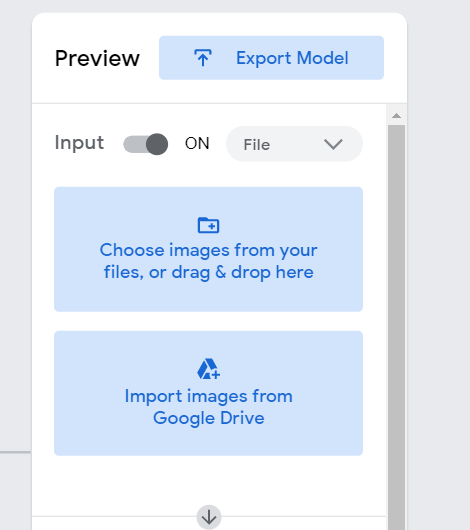 Preview
Export Model
Input
ON
File
Choose images from your
files, or drag & drop here
Import images from
Google Drive